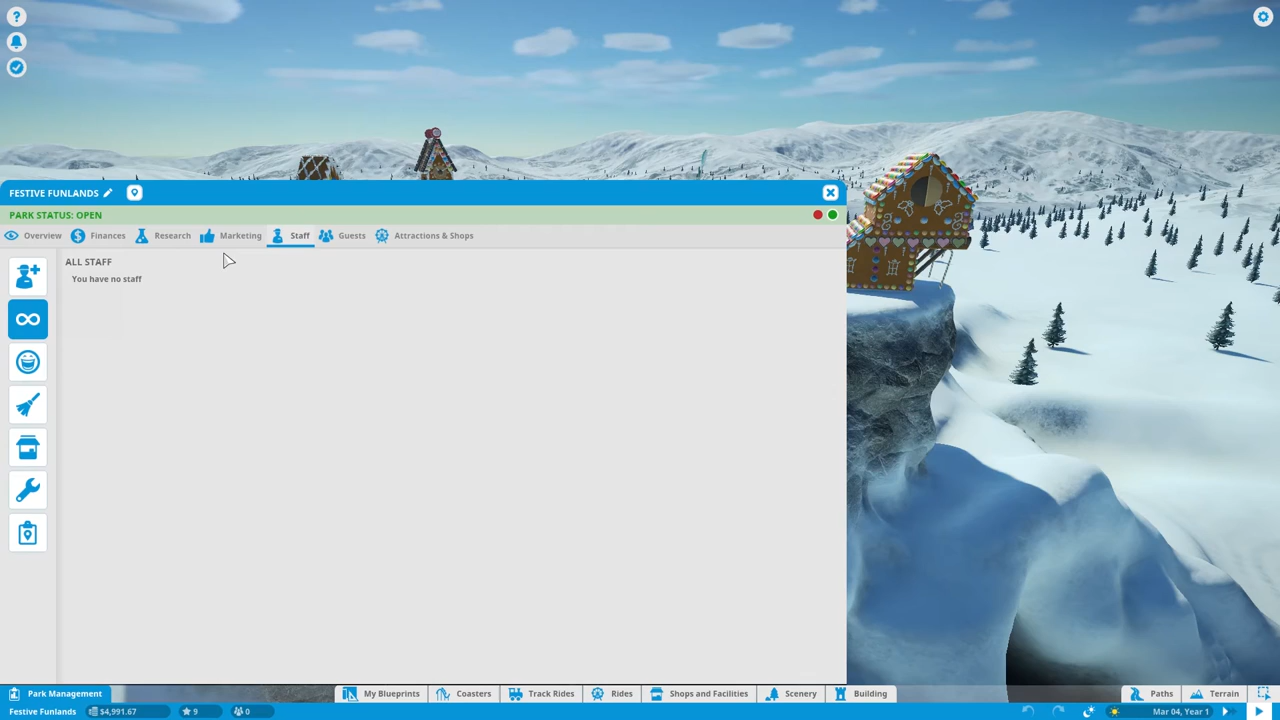 ?
FESTIVE FUNLANDS
PARK STATUS: OPEN
Overview Finances Research Marketing Staff Guests Attractions & Shops
ALL STAFF
You have no staff
Park Management My Blueprints Coasters Track Rides Rides Shops and Facilities Scenery Building Paths Terrain
Festive Funlands $4,991.67 9 0 Mar 04, Year 1